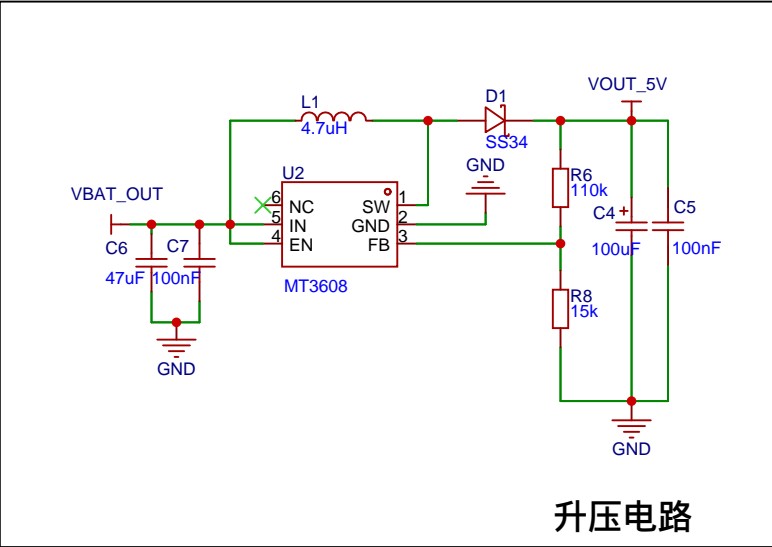 VOUT_5V
L1
4.7uH
D1
SS34
GND
R6
110k
U2
VBAT_OUT
6 NC SW 1
5 IN GND 2
4 EN FB 3
C6
47uF
C7
100nF
MT3608
C4
+
100uF
C5
100nF
R8
15k
GND
GND
升压电路